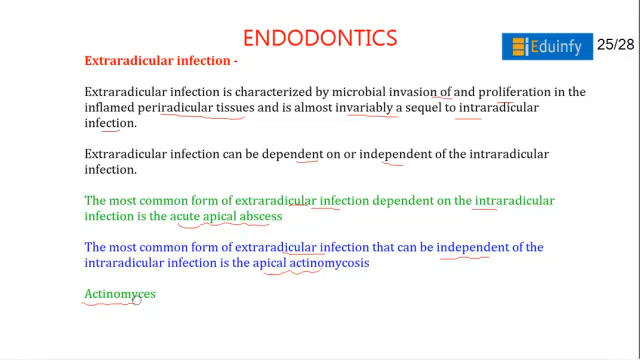 ENDODONTICS
Eduinfy
25/28
Extraradicular infection -
Extraradicular infection is characterized by microbial invasion of and proliferation in the
inflamed periradicular tissues and is almost invariably a sequel to intraradicular
infection.
Extraradicular infection can be dependent on or independent of the intraradicular
infection.
The most common form of extraradicular infection dependent on the intraradicular
infection is the acute apical abscess
The most common form of extraradicular infection that can be independent of the
intraradicular infection is the apical actinomycosis
Actinomyces